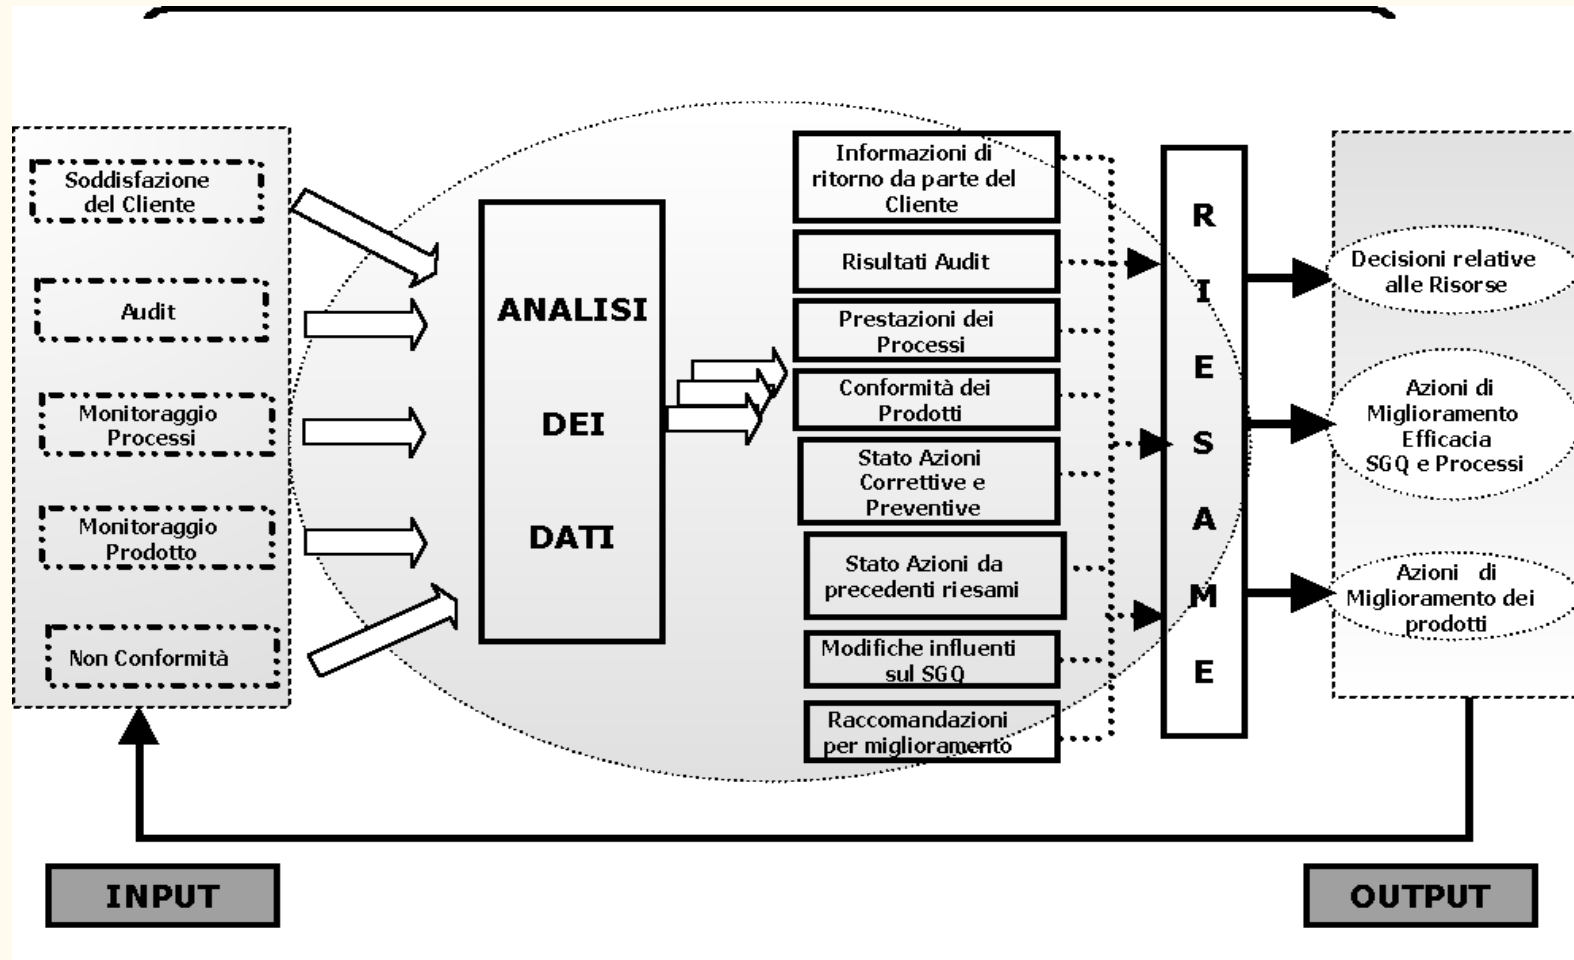 Soddisfazione
del Cliente
Audit
Monitoraggio
Processi
Monitoraggio
Prodotto
Non Conformità
ANALISI
DEI
DATI
Informazioni di
ritorno da parte del
Cliente
Risultati Audit
Prestazioni dei
Processi
Conformità dei
Prodotti
Stato Azioni
Correttive e
Preventive
Stato Azioni da
precedenti riesami
Modifiche influenti
sul SGQ
Raccomandazioni
per miglioramento
R
I
E
S
A
M
E
Decisioni relative
alle Risorse
Azioni di
Miglioramento
Efficacia
SGQ e Processi
Azioni di
Miglioramento dei
prodotti
INPUT
OUTPUT